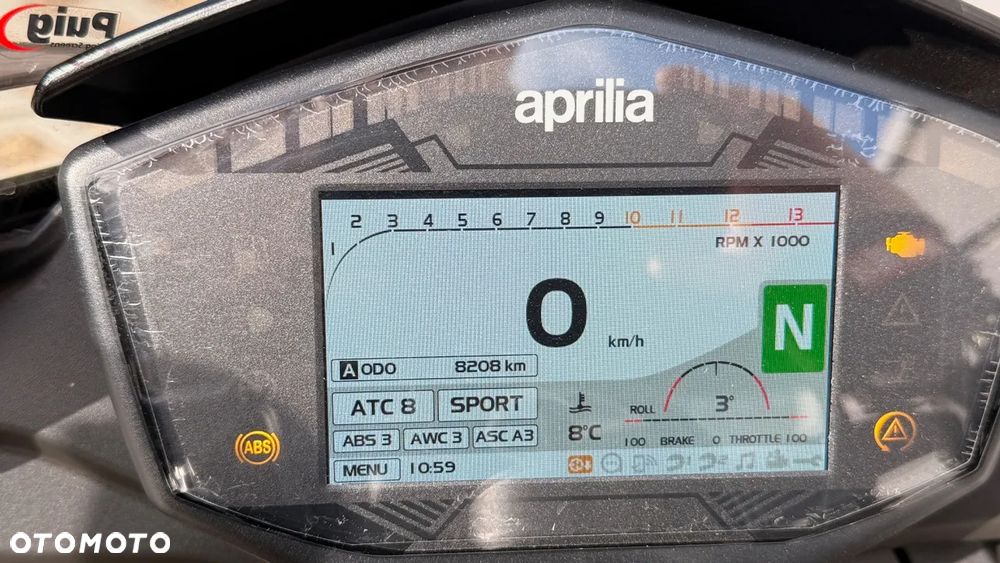 Puig
aprilia
1 2 3 4 5 6 7 8 9 10 11 12 13
RPM X 1000
0 km/h
N
A ODO 8208 km
ATC 8 SPORT
ABS 3 AWC 3 ASC A3
8°C
ROLL 3°
100 BRAKE 0 THROTTLE 100
MENU 10:59
ABS
OTOMOTO